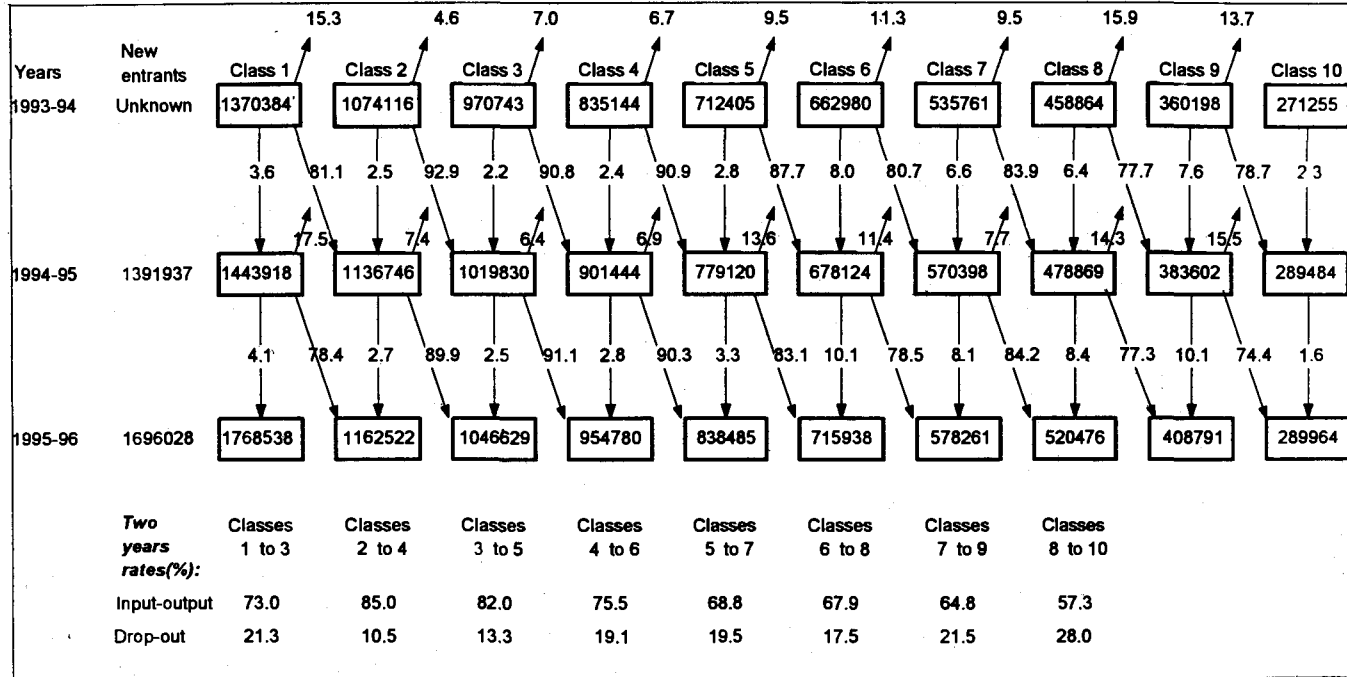 15.3 4.6 7.0 6.7 9.5 11.3 9.5 15.9 13.7
New
Years entrants Class 1 Class 2 Class 3 Class 4 Class 5 Class 6 Class 7 Class 8 Class 9 Class 10
1993-94 Unknown 1370384 1074116 970743 835144 712405 662980 535761 458864 360198 271255
3.6 81.1 2.5 92.9 2.2 90.8 2.4 90.9 2.8 87.7 8.0 80.7 6.6 83.9 6.4 77.7 7.6 78.7 2.3
17.5 7.4 6.4 6.9 13.6 11.4 7.7 14.3 15.5
1994-95 1391937 1443918 1136746 1019830 901444 779120 678124 570398 478869 383602 289484
4.1 78.4 2.7 89.9 2.5 91.1 2.8 90.3 3.3 83.1 10.1 78.5 8.1 84.2 8.4 77.3 10.1 74.4 1.6
1995-96 1696028 1768538 1162522 1046629 954780 838485 715938 578261 520476 408791 289964
Two Classes Classes Classes Classes Classes Classes Classes Classes
years 1 to 3 2 to 4 3 to 5 4 to 6 5 to 7 6 to 8 7 to 9 8 to 10
rates(%):
Input-output 73.0 85.0 82.0 75.5 68.8 67.9 64.8 57.3
Drop-out 21.3 10.5 13.3 19.1 19.5 17.5 21.5 28.0